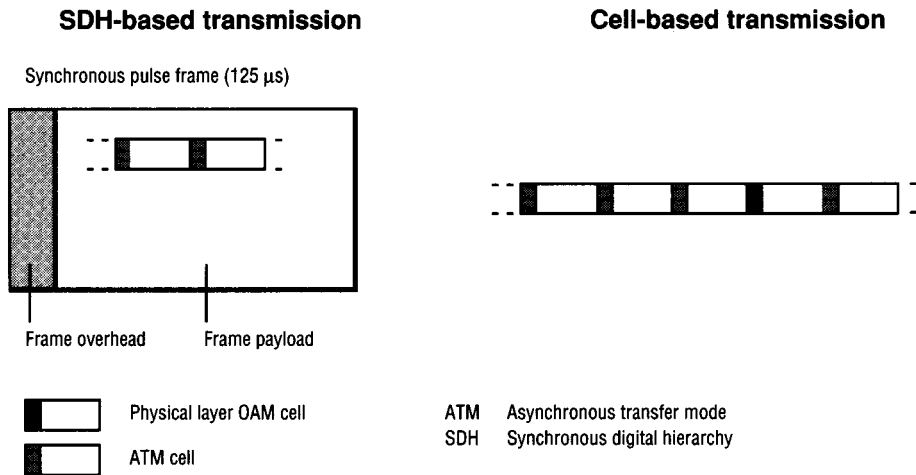 SDH-based transmission
Cell-based transmission
Synchronous pulse frame (125 μs)
Frame overhead
Frame payload
Physical layer OAM cell
ATM cell
ATM Asynchronous transfer mode
SDH Synchronous digital hierarchy